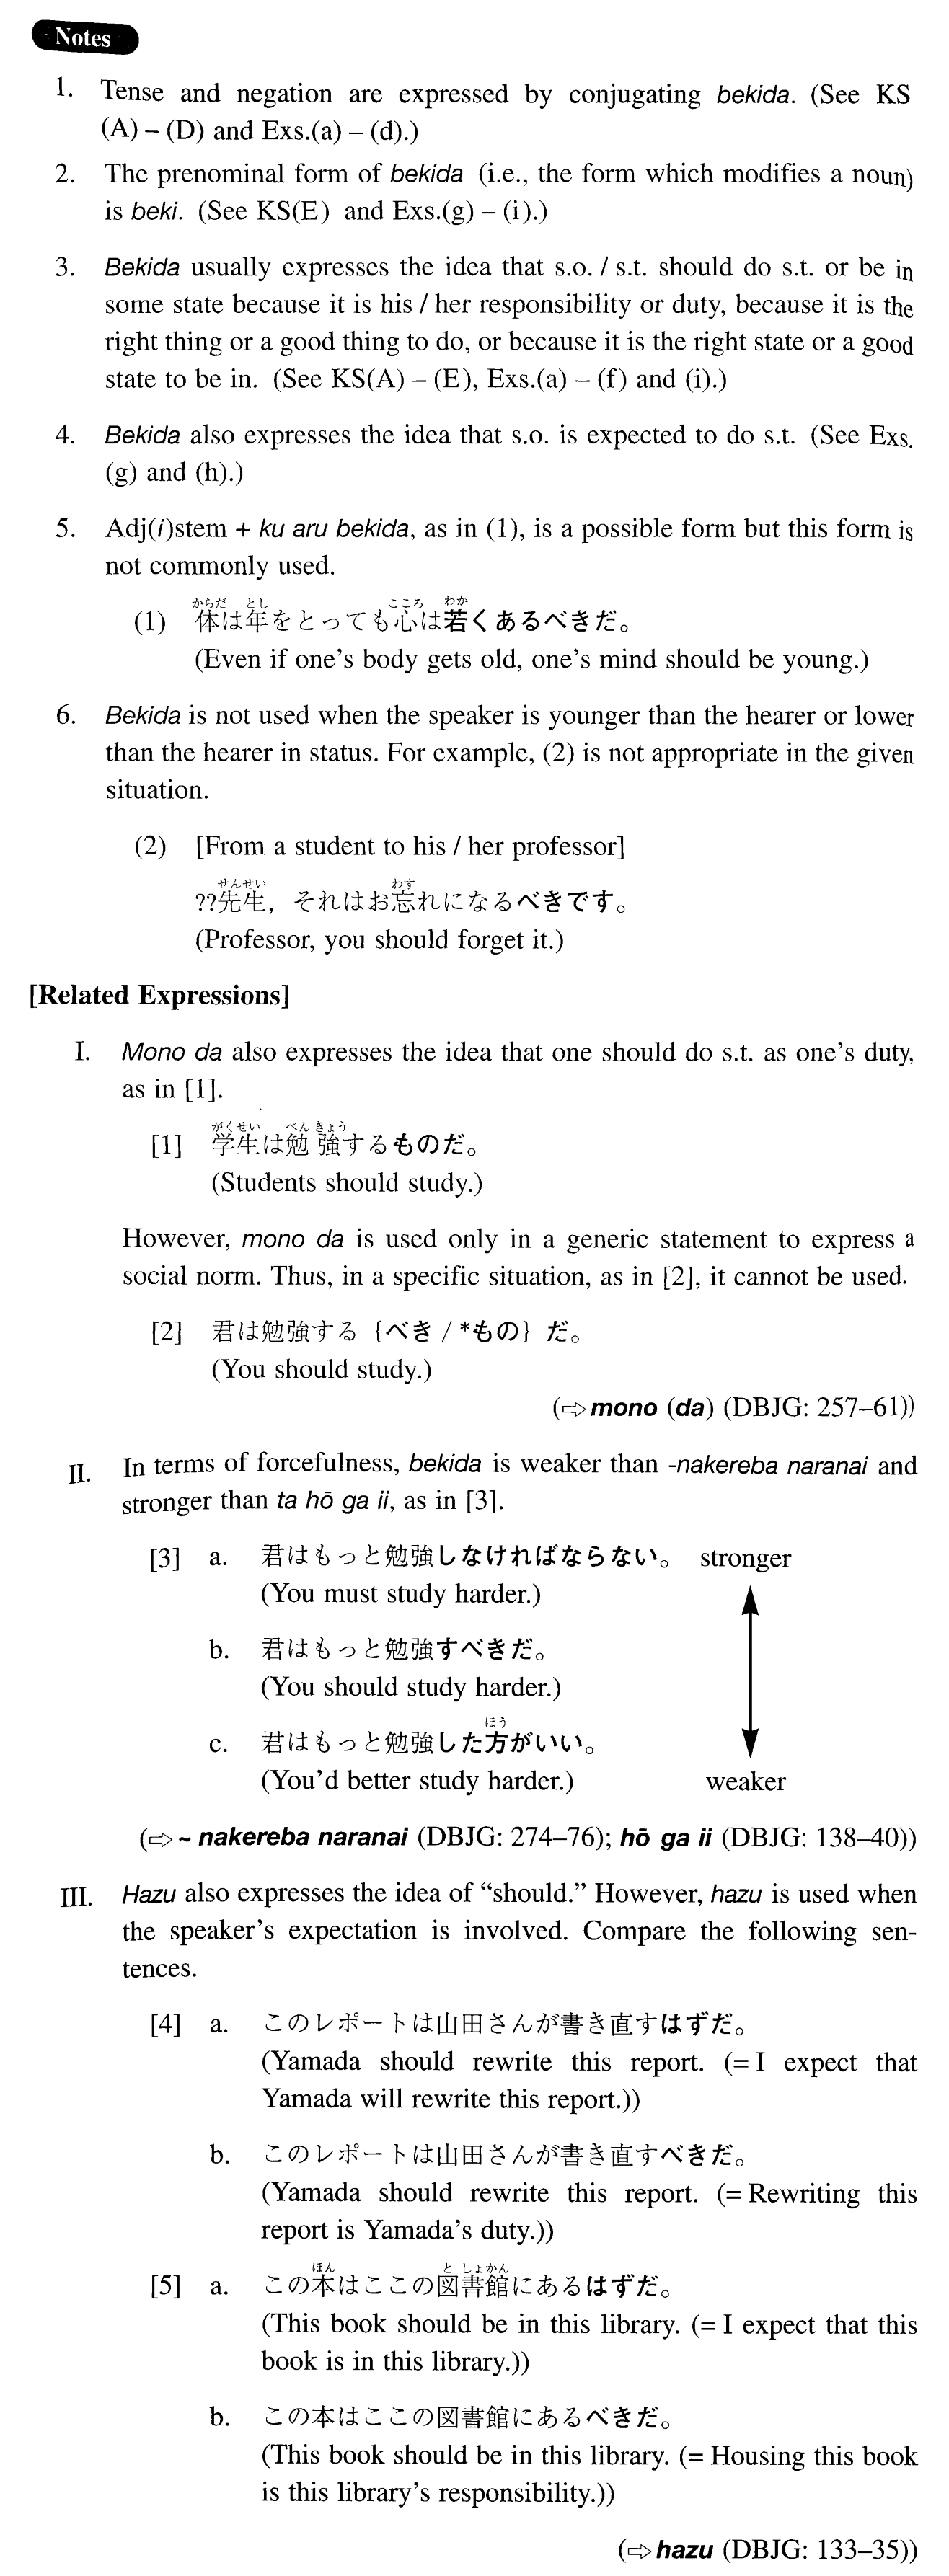 Notes
1. Tense and negation are expressed by conjugating bekida. (See KS
(A) – (D) and Exs.(a) – (d).)
2. The prenominal form of bekida (i.e., the form which modifies a noun)
is beki. (See KS(E) and Exs.(g) – (i).)
3. Bekida usually expresses the idea that s.o. / s.t. should do s.t. or be in
some state because it is his / her responsibility or duty, because it is the
right thing or a good thing to do, or because it is the right state or a good
state to be in. (See KS(A) – (E), Exs.(a) – (f) and (i).)
4. Bekida also expresses the idea that s.o. is expected to do s.t. (See Exs.
(g) and (h).)
5. Adj(i)stem + ku aru bekida, as in (1), is a possible form but this form is
not commonly used.
からだ とし こころ わか
(1) 体は年をとっても心は若くあるべきだ。
(Even if one's body gets old, one's mind should be young.)
6. Bekida is not used when the speaker is younger than the hearer or lower
than the hearer in status. For example, (2) is not appropriate in the given
situation.
(2) [From a student to his / her professor]
せんせい わす
??先生，それはお忘れになるべきです。
(Professor, you should forget it.)
[Related Expressions]
I. Mono da also expresses the idea that one should do s.t. as one's duty,
as in [1].
がくせい べん きょう
[1] 学生は勉強するものだ。
(Students should study.)
However, mono da is used only in a generic statement to express a
social norm. Thus, in a specific situation, as in [2], it cannot be used.
[2] 君は勉強する {べき / *もの} だ。
(You should study.)
(⇨mono (da) (DBJG: 257–61))
II. In terms of forcefulness, bekida is weaker than -nakereba naranai and
stronger than ta hō ga ii, as in [3].
[3] a. 君はもっと勉強しなければならない。 stronger
(You must study harder.)
b. 君はもっと勉強すべきだ。
(You should study harder.)
ほう
c. 君はもっと勉強した方がいい。
(You'd better study harder.) weaker
(⇨~ nakereba naranai (DBJG: 274–76); hō ga ii (DBJG: 138–40))
III. Hazu also expresses the idea of "should." However, hazu is used when
the speaker's expectation is involved. Compare the following sen-
tences.
[4] a. このレポートは山田さんが書き直すはずだ。
(Yamada should rewrite this report. (= I expect that
Yamada will rewrite this report.))
b. このレポートは山田さんが書き直すべきだ。
(Yamada should rewrite this report. (= Rewriting this
report is Yamada's duty.))
ほん と しょかん
[5] a. この本はここの図書館にあるはずだ。
(This book should be in this library. (= I expect that this
book is in this library.))
b. この本はここの図書館にあるべきだ。
(This book should be in this library. (= Housing this book
is this library's responsibility.))
(⇨hazu (DBJG: 133–35))